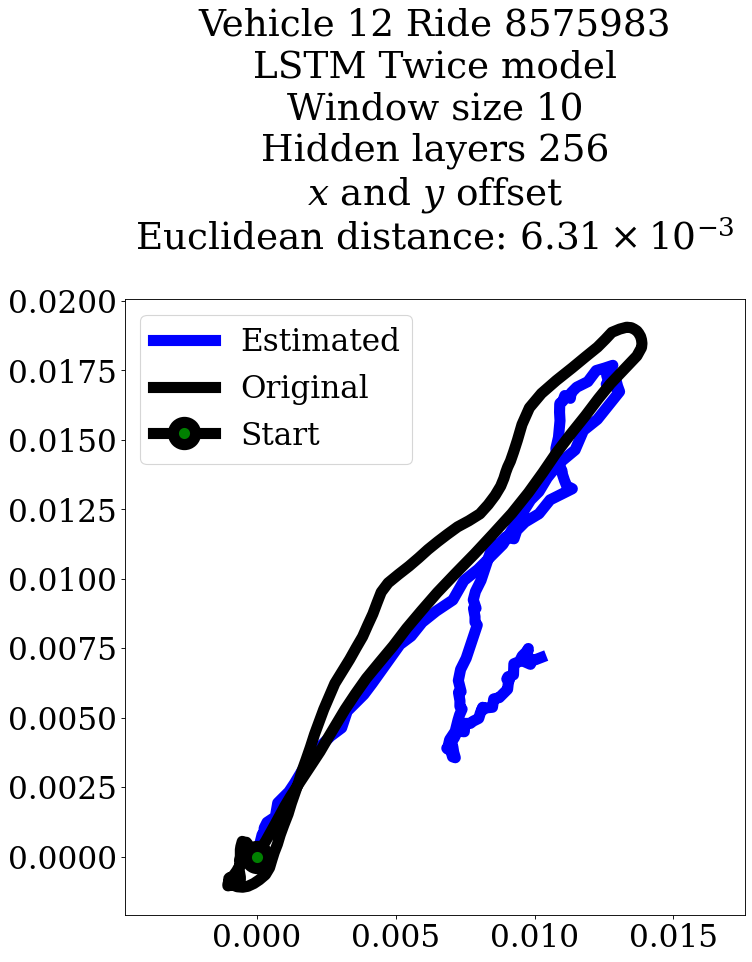 Vehicle 12 Ride 8575983
LSTM Twice model
Window size 10
Hidden layers 256
x and y offset
Euclidean distance: 6.31 × 10⁻³
0.0200
Estimated
0.0175
Original
0.0150
Start
0.0125
0.0100
0.0075
0.0050
0.0025
0.0000
0.000 0.005 0.010 0.015